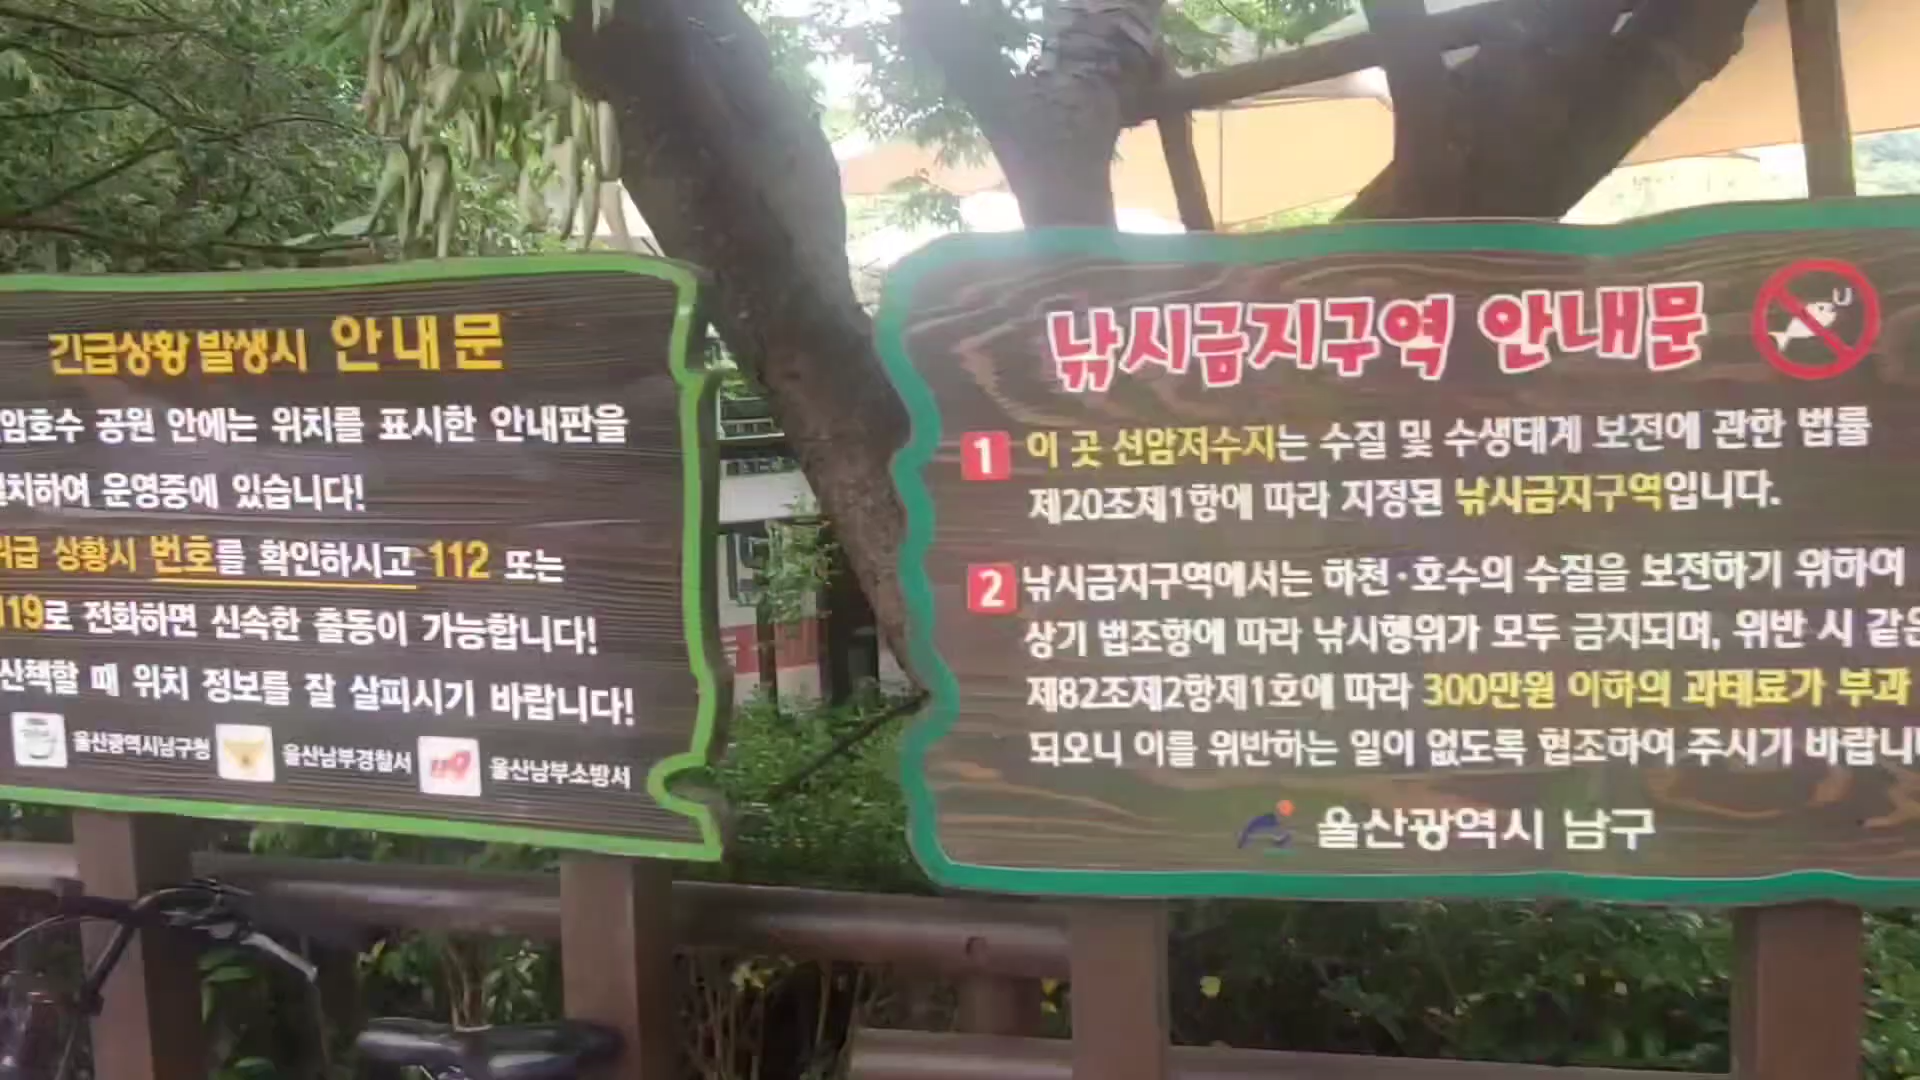 긴급상황 발생시 안내문
암호수 공원 안에는 위치를 표시한 안내판을
치하여 운영중에 있습니다!
위급 상황시 번호를 확인하시고 112 또는
119로 전화하면 신속한 출동이 가능합니다!
산책할 때 위치 정보를 잘 살피시기 바랍니다!
울산광역시남구청 울산남부경찰서 119 울산남부소방서
낚시금지구역 안내문
1 이 곳 선암저수지는 수질 및 수생태계 보전에 관한 법률
제20조제1항에 따라 지정된 낚시금지구역입니다.
2 낚시금지구역에서는 하천·호수의 수질을 보전하기 위하여
상기 법조항에 따라 낚시행위가 모두 금지되며, 위반 시 같은
제82조제2항제1호에 따라 300만원 이하의 과태료가 부과
되오니 이를 위반하는 일이 없도록 협조하여 주시기 바랍니
울산광역시 남구